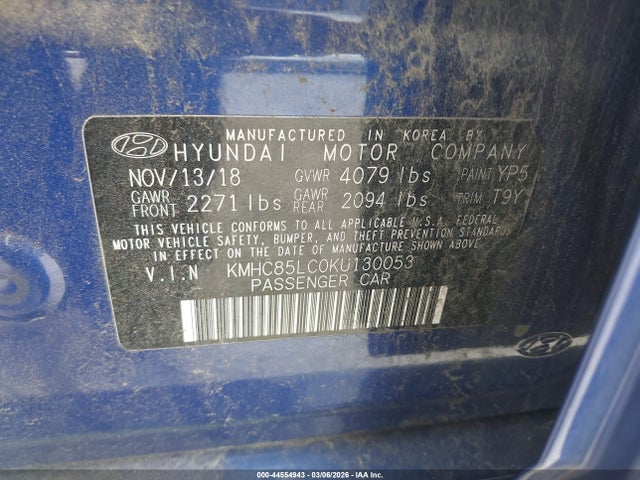 MANUFACTURED IN KOREA BY
HYUNDAI MOTOR COMPANY
NOV/13/18 GVWR 4079 lbs PAINT YP5
GAWR FRONT 2271 lbs GAWR REAR 2094 lbs TRIM T9Y
THIS VEHICLE CONFORMS TO ALL APPLICABLE U.S.A. FEDERAL
MOTOR VEHICLE SAFETY, BUMPER, AND THEFT PREVENTION STANDARDS
IN EFFECT ON THE DATE OF MANUFACTURE SHOWN ABOVE.
V.I.N KMHC85LC0KU130053
PASSENGER CAR
000-44554943 | 03/06/2026 | IAA Inc.